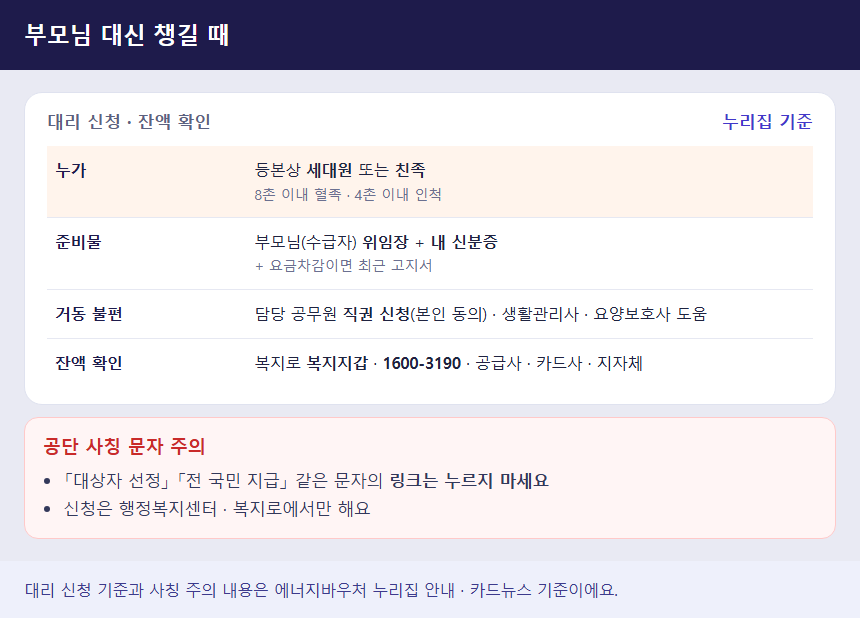 부모님 대신 챙길 때
대리 신청 · 잔액 확인
누리집 기준
누가
등본상 세대원 또는 친족
8촌 이내 혈족 · 4촌 이내 인척
준비물
부모님(수급자) 위임장 + 내 신분증
+ 요금차감이면 최근 고지서
거동 불편
담당 공무원 직권 신청(본인 동의) · 생활관리사 · 요양보호사 도움
잔액 확인
복지로 복지지갑 · 1600-3190 · 공급사 · 카드사 · 지자체
공단 사칭 문자 주의
• 「대상자 선정」「전 국민 지급」 같은 문자의 링크는 누르지 마세요
• 신청은 행정복지센터 · 복지로에서만 해요
대리 신청 기준과 사칭 주의 내용은 에너지바우처 누리집 안내 · 카드뉴스 기준이에요.